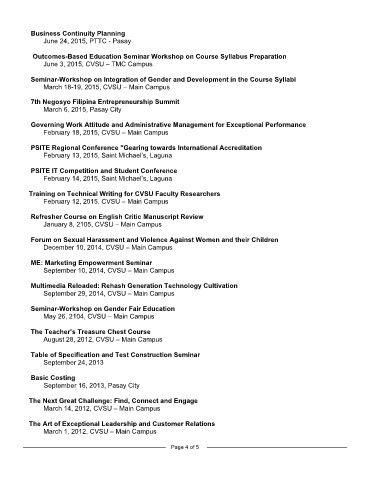 Business Continuity Planning
June 24, 2015, PTTC - Pasay
Outcomes-Based Education Seminar Workshop on Course Syllabus Preparation
June 3, 2015, CVSU – TMC Campus
Seminar-Workshop on Integration of Gender and Development in the Course Syllabi
March 18-19, 2015, CVSU – Main Campus
7th Negosyo Filipina Entrepreneurship Summit
March 6, 2015, Pasay City
Governing Work Attitude and Administrative Management for Exceptional Performance
February 18, 2015, CVSU – Main Campus
PSITE Regional Conference "Gearing towards International Accreditation
February 13, 2015, Saint Michael's, Laguna
PSITE IT Competition and Student Conference
February 14, 2015, Saint Michael's, Laguna
Training on Technical Writing for CVSU Faculty Researchers
February 12, 2015, CVSU – Main Campus
Refresher Course on English Critic Manuscript Review
January 8, 2105, CVSU – Main Campus
Forum on Sexual Harassment and Violence Against Women and their Children
December 10, 2014, CVSU – Main Campus
ME: Marketing Empowerment Seminar
September 10, 2014, CVSU – Main Campus
Multimedia Reloaded: Rehash Generation Technology Cultivation
September 29, 2014, CVSU – Main Campus
Seminar-Workshop on Gender Fair Education
May 26, 2104, CVSU – Main Campus
The Teacher's Treasure Chest Course
August 28, 2012, CVSU – Main Campus
Table of Specification and Test Construction Seminar
September 24, 2013
Basic Costing
September 16, 2013, Pasay City
The Next Great Challenge: Find, Connect and Engage
March 14, 2012, CVSU – Main Campus
The Art of Exceptional Leadership and Customer Relations
March 1, 2012, CVSU – Main Campus
Page 4 of 5